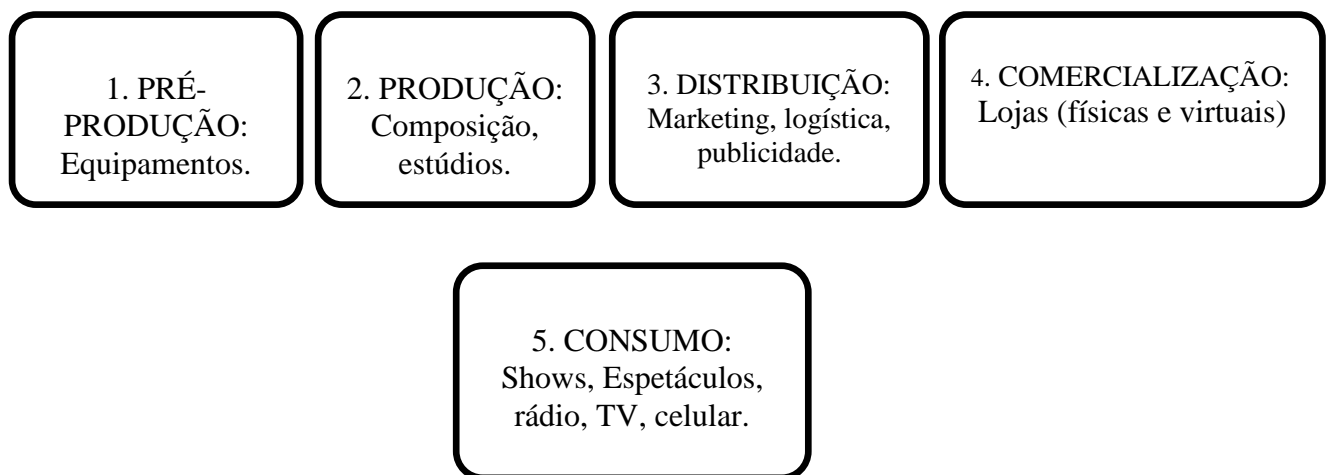 1. PRÉ-
PRODUÇÃO:
Equipamentos.
2. PRODUÇÃO:
Composição,
estúdios.
3. DISTRIBUIÇÃO:
Marketing, logística,
publicidade.
4. COMERCIALIZAÇÃO:
Lojas (físicas e virtuais)
5. CONSUMO:
Shows, Espetáculos,
rádio, TV, celular.